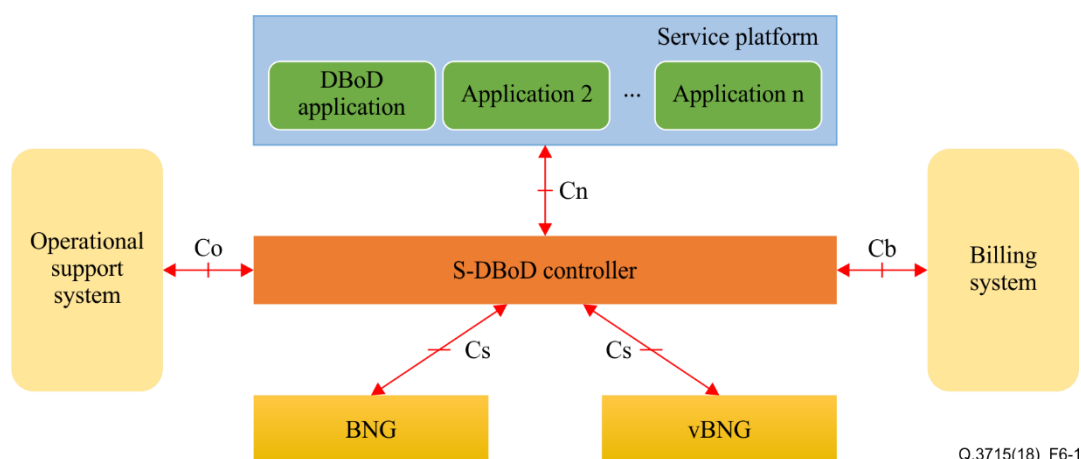 Service platform
DBoD
application
Application 2
...
Application n
Cn
Operational
support
system
Co
S-DBoD controller
Cb
Billing
system
Cs
Cs
BNG
vBNG
Q.3715(18)_F6-1